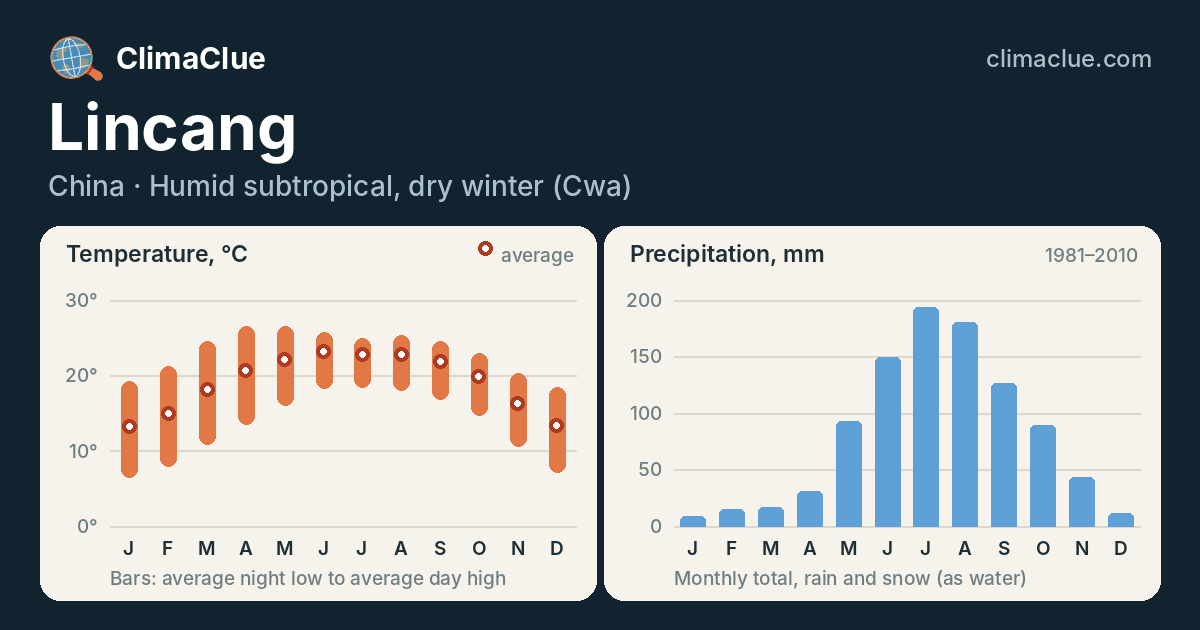 ClimaClue
climaclue.com
Lincang
China · Humid subtropical, dry winter (Cwa)
Temperature, °C
average
30°
20°
10°
0°
J F M A M J J A S O N D
Bars: average night low to average day high
Precipitation, mm
1981–2010
200
150
100
50
0
J F M A M J J A S O N D
Monthly total, rain and snow (as water)